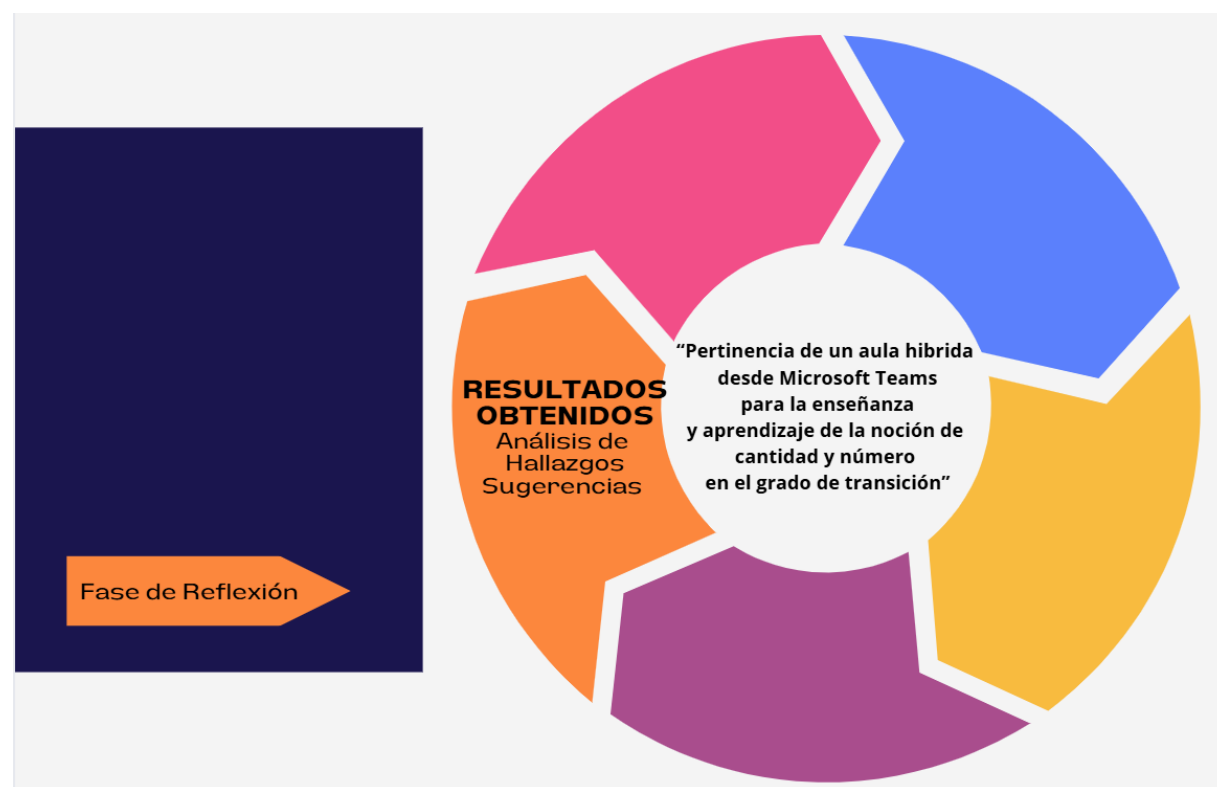 Fase de Reflexión
RESULTADOS
OBTENIDOS
Análisis de
Hallazgos
Sugerencias
“Pertinencia de un aula hibrida
desde Microsoft Teams
para la enseñanza
y aprendizaje de la noción de
cantidad y número
en el grado de transición”